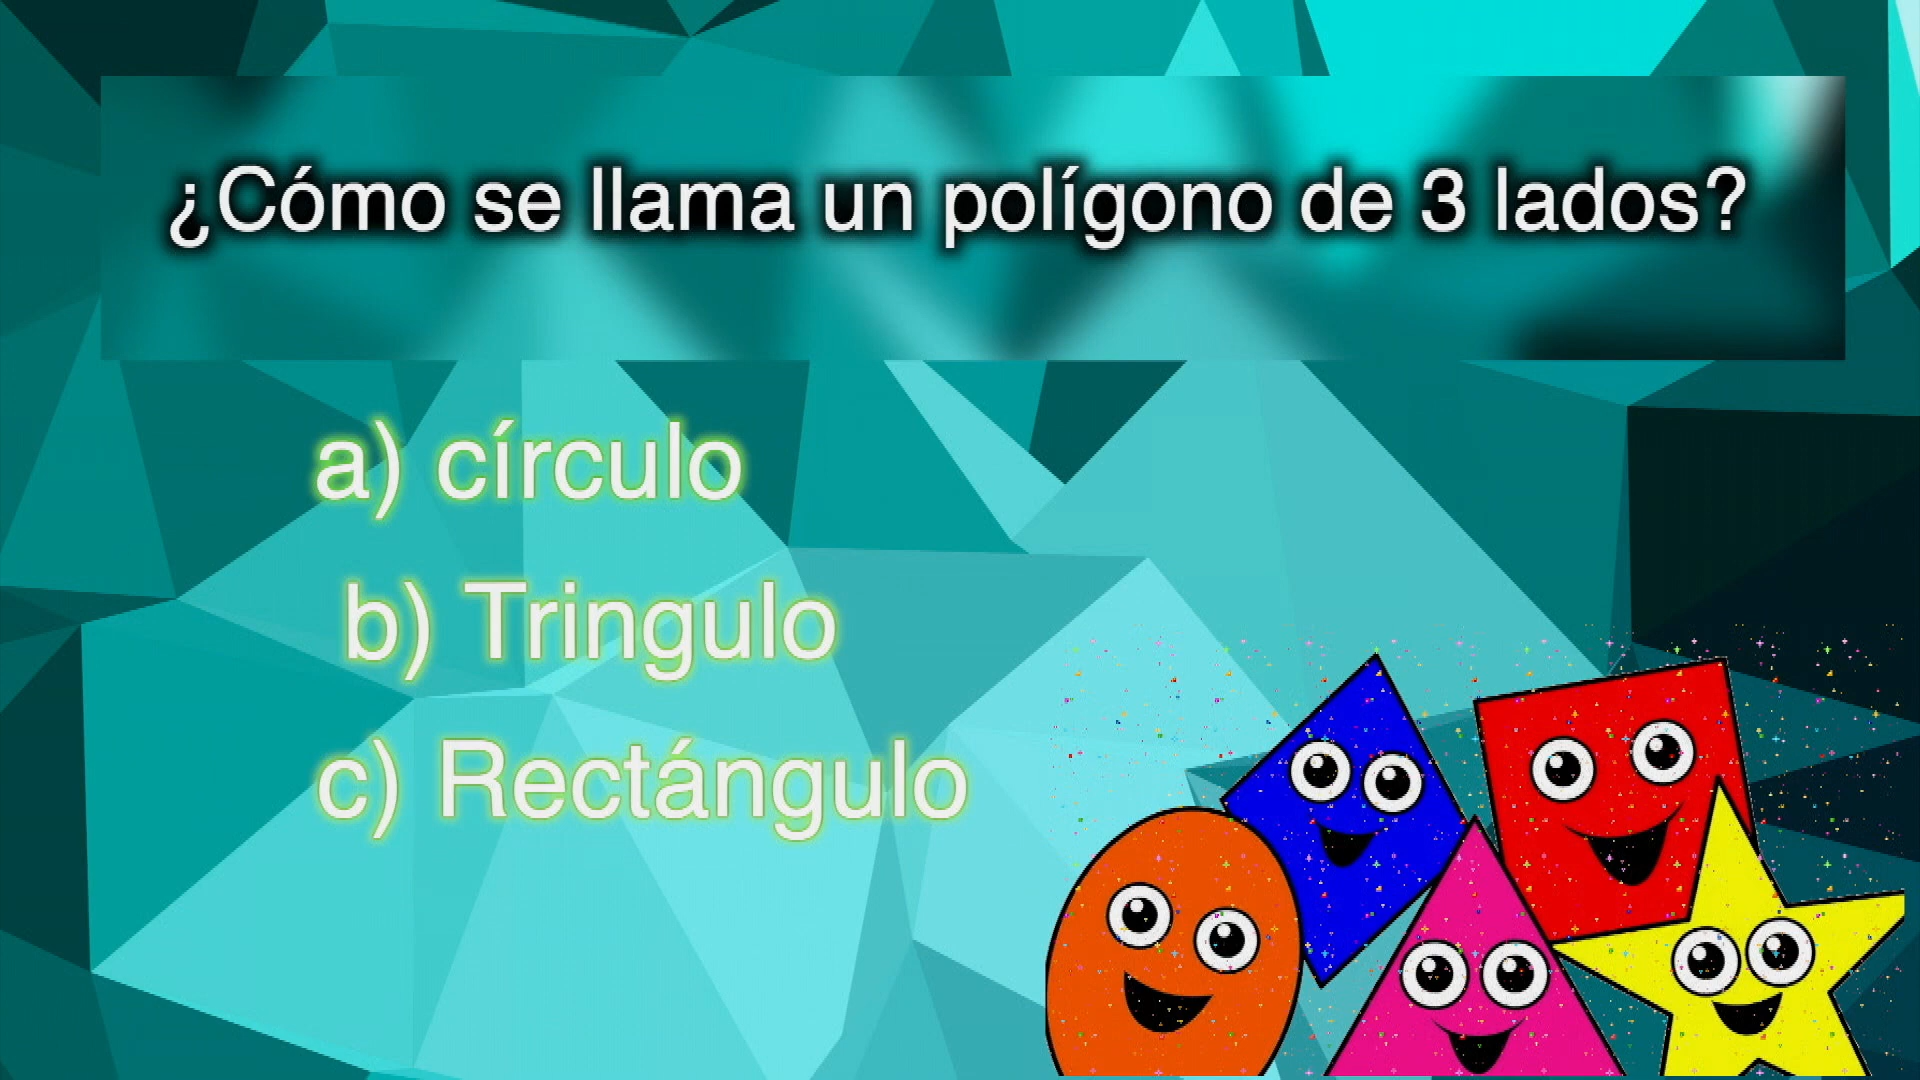 ¿Cómo se llama un polígono de 3 lados?
a) círculo
b) Tringulo
c) Rectángulo